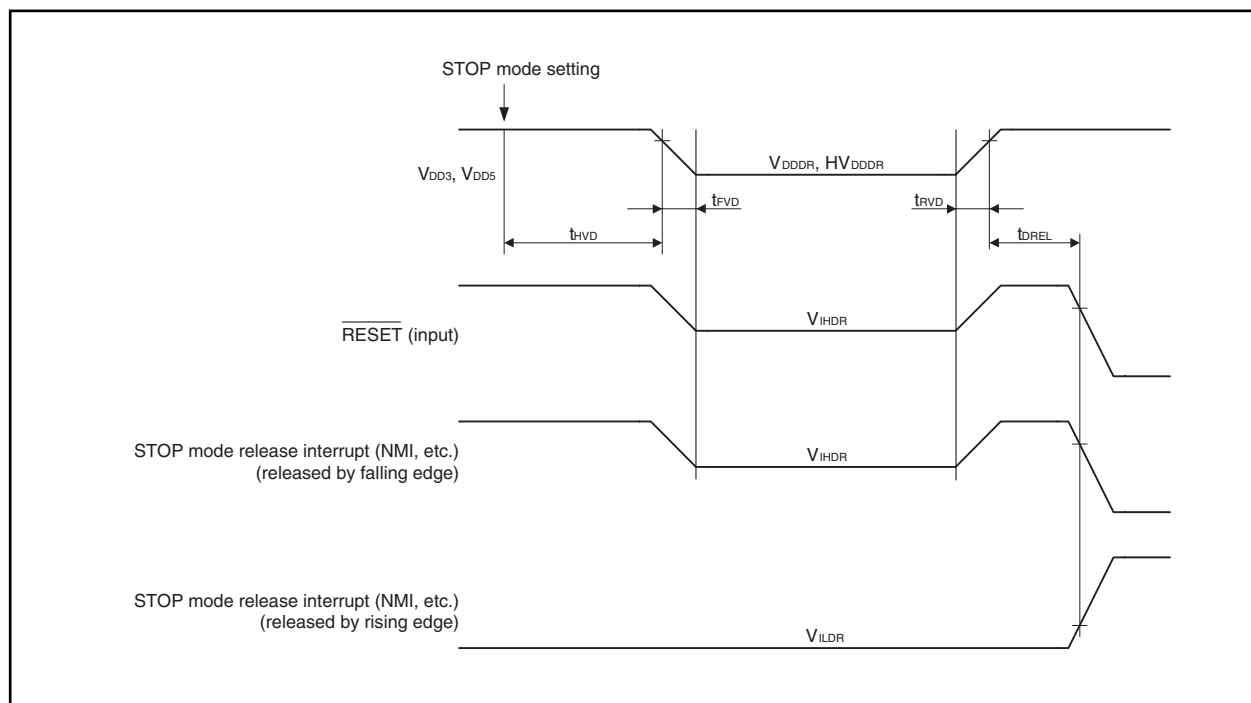 STOP mode setting
VDD3, VDD5
VDDDR, HVDDDR
tFVD
tRVD
tHVD
tDREL
RESET (input)
VIHDR
STOP mode release interrupt (NMI, etc.)
(released by falling edge)
VIHDR
STOP mode release interrupt (NMI, etc.)
(released by rising edge)
VILDR